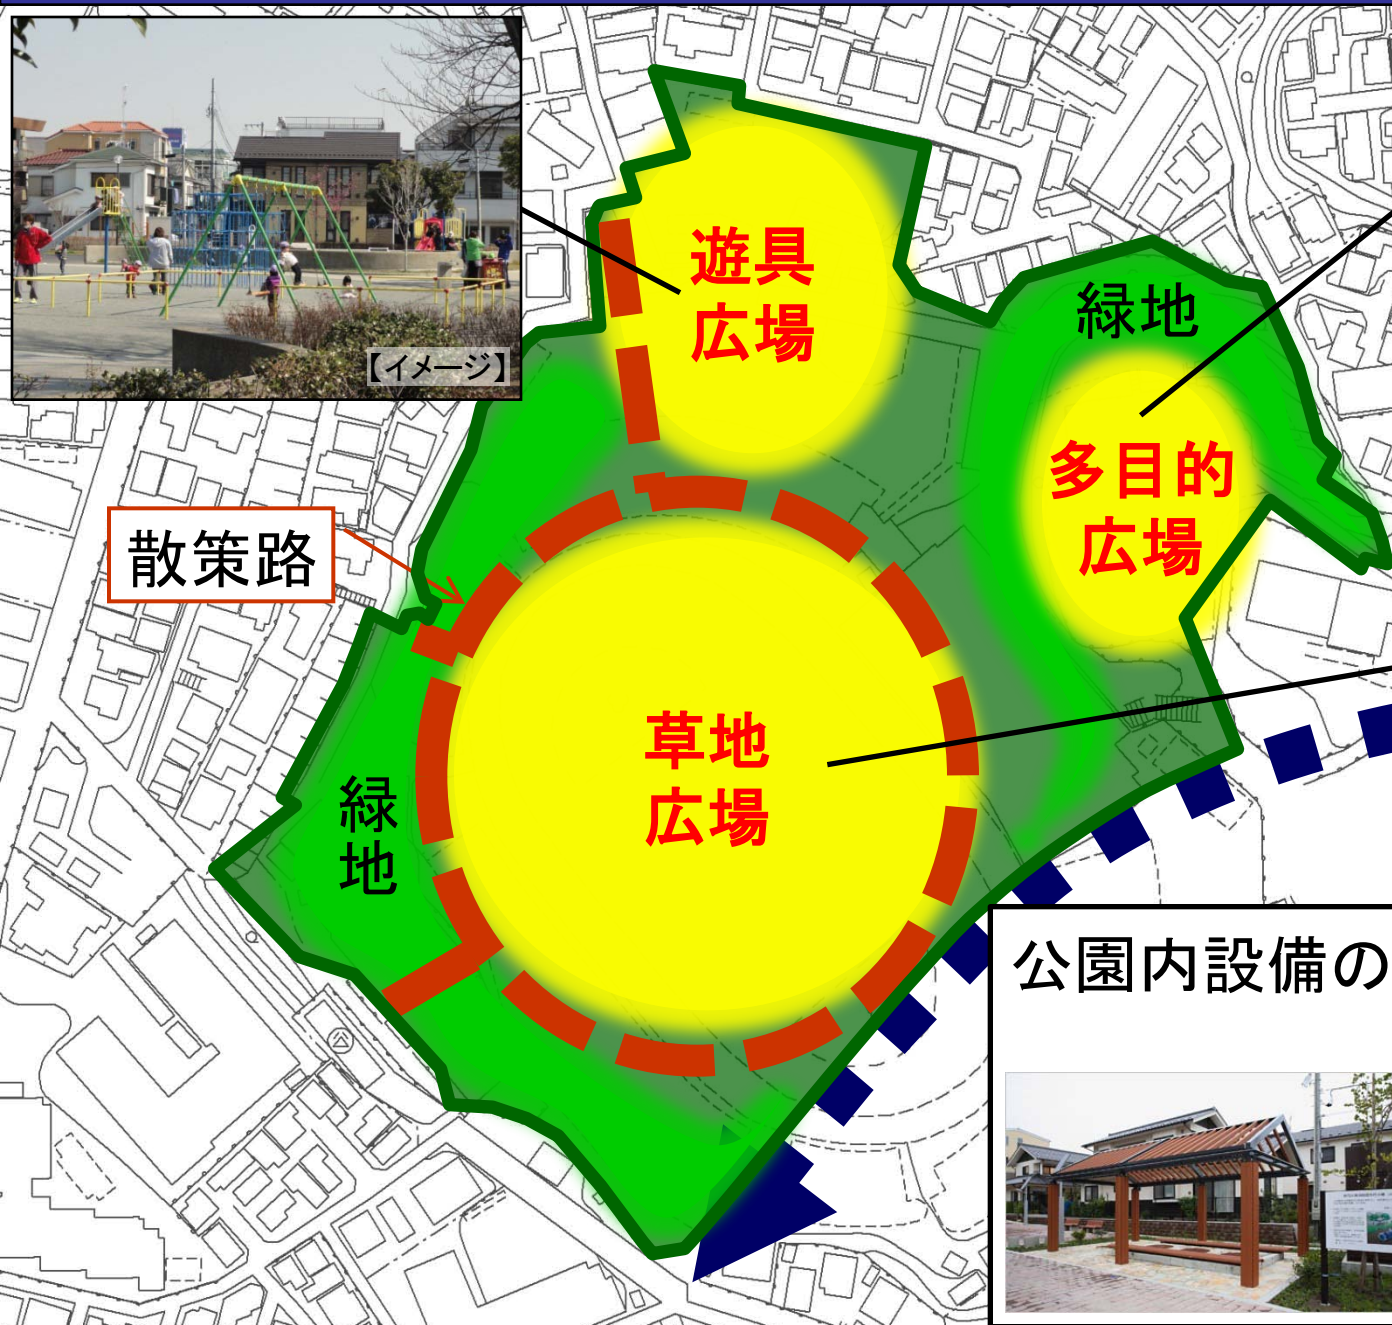 【イメージ】
遊具
広場
緑地
多目的
広場
散策路
草地
広場
緑
地
公園内設備の